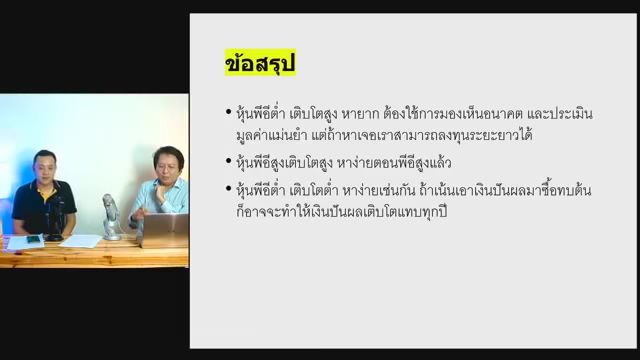 ข้อสรุป
• หุ้นพีอีต่ำ เติบโตสูง หายาก ต้องใช้การมองเห็นอนาคต และประเมิน
มูลค่าแม่นยำ แต่ถ้าหาเจอเราสามารถลงทุนระยะยาวได้
• หุ้นพีอีสูงเติบโตสูง หาง่ายตอนพีอีสูงแล้ว
• หุ้นพีอีต่ำ เติบโตต่ำ หาง่ายเช่นกัน ถ้าเน้นเอาเงินปันผลมาซื้อทบต้น
ก็อาจจะทำให้เงินปันผลเติบโตแทบทุกปี